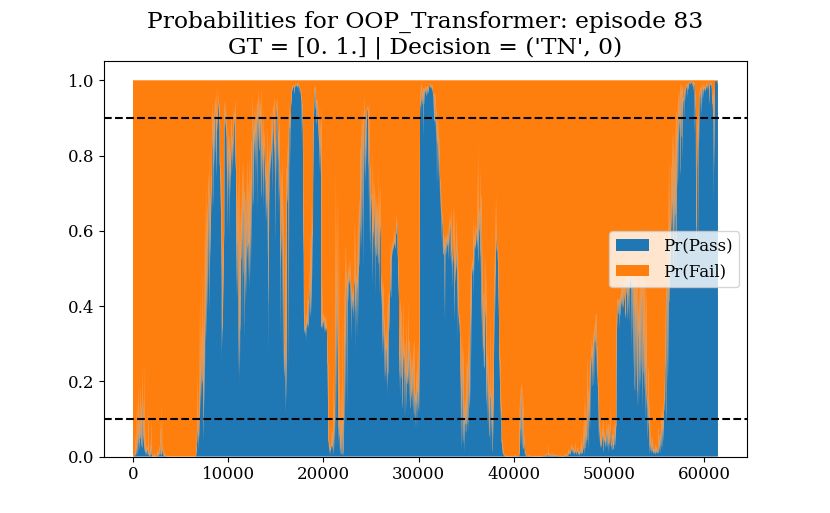 Probabilities for OOP_Transformer: episode 83
GT = [0. 1.] | Decision = ('TN', 0)
1.0
0.8
0.6
0.4
0.2
0.0
Pr(Pass)
Pr(Fail)
0 10000 20000 30000 40000 50000 60000